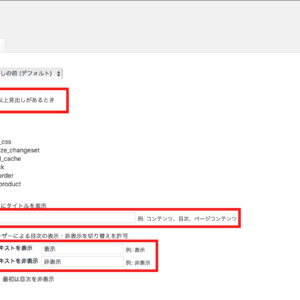 しの前 (デフォルト)
以上見出しがあるとき
_css
ze_changeset
d_cache
k
order
product
にタイトルを表示
例: コンテンツ、目次、ページコンテンツ
ーザーによる目次の表示・非表示を切り替えを許可
キストを表示 表示 例: 表示
キストを非表示 非表示 例: 非表示
最初は目次を非表示